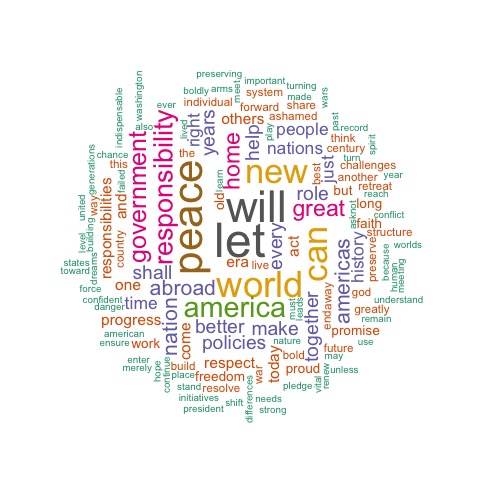 preserving
boldly arms meet important turning
individual system made
ever forward share wars
others ashamed
washington
indispensable
also
lived
right
years
help
play
people
think
past
record
century
spirit
chance
failed
this
the
government
responsibility
home
nations
just
best
turn
challenges
another year
generations
way
responsibilities
and
peace
old
learn
new
role
but retreat
reach
united
will
great
long
asknot
conflict
faith
level
building
country
let
every
act
can
americas
history
structure
because
worlds
states
toward
dreams
shall
era live
preserve
human
meeting
force
one
abroad
world
god
understand
confident
danger
time
nation
america
must
leads
together
endaway
greatly
remain
progress
come
better make
promise
american
ensure work
policies
nature
future
use
enter
merely
hope
continue
build
place
respect
war
today
bold
proud
may
unless
stand freedom
resolve
pledge
vital
renew
initiatives
president
shift
differences
needs
strong